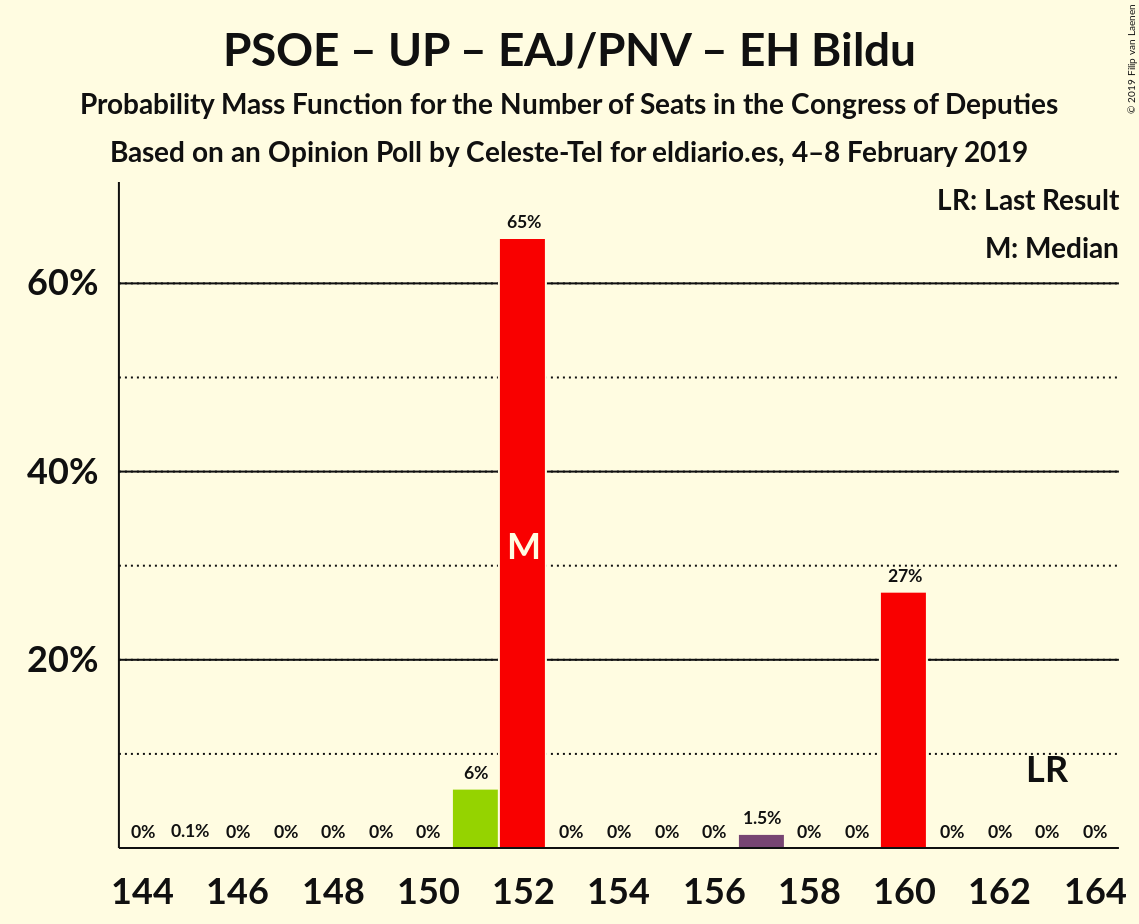 PSOE – UP – EAJ/PNV – EH Bildu
Probability Mass Function for the Number of Seats in the Congress of Deputies
Based on an Opinion Poll by Celeste-Tel for eldiario.es, 4–8 February 2019
© 2019 Filip van Laenen
LR: Last Result
M: Median
60%
40%
20%
65%
M
27%
LR
6%
1.5%
0% 0.1% 0% 0% 0% 0% 0% 0% 0% 0% 0% 0% 0% 0% 0% 0% 0%
144 146 148 150 152 154 156 158 160 162 164